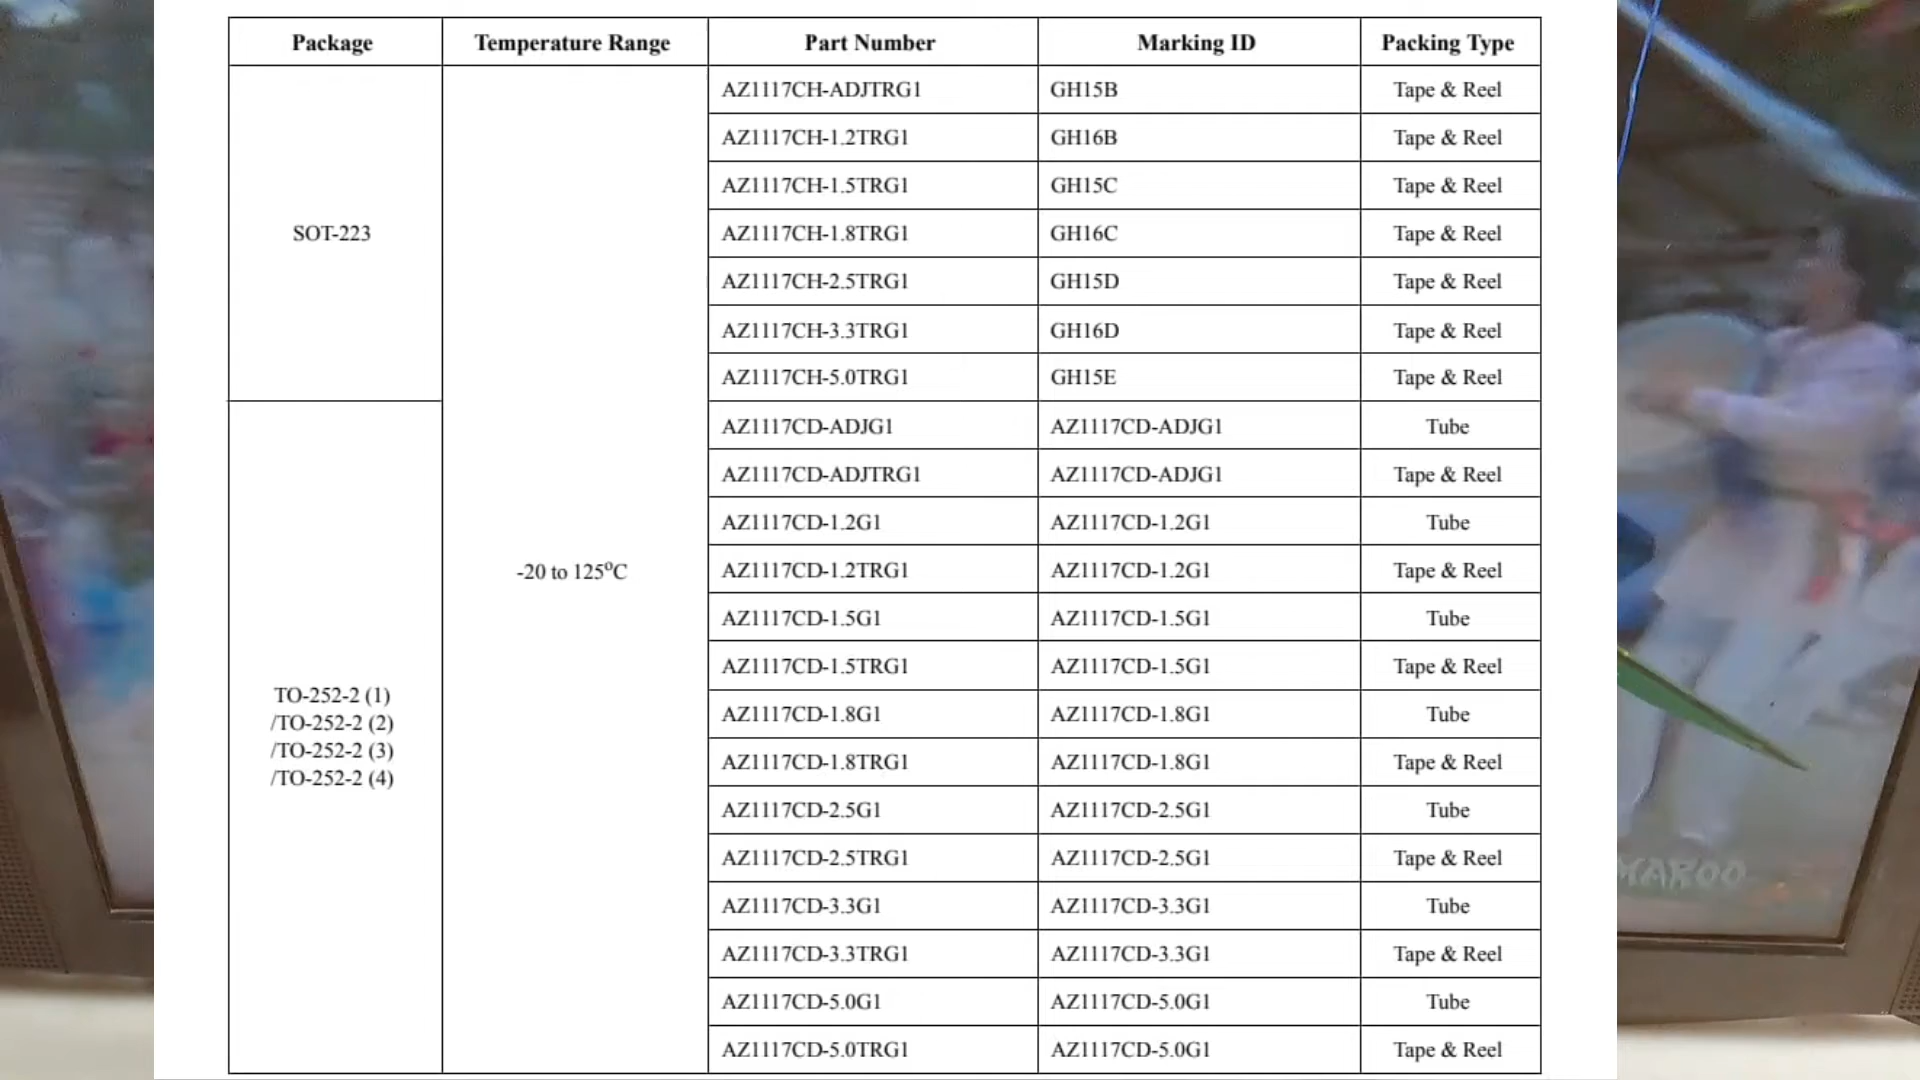 Package Temperature Range Part Number Marking ID Packing Type
AZ1117CH-ADJTRG1 GH15B Tape & Reel
AZ1117CH-1.2TRG1 GH16B Tape & Reel
AZ1117CH-1.5TRG1 GH15C Tape & Reel
SOT-223 AZ1117CH-1.8TRG1 GH16C Tape & Reel
AZ1117CH-2.5TRG1 GH15D Tape & Reel
AZ1117CH-3.3TRG1 GH16D Tape & Reel
AZ1117CH-5.0TRG1 GH15E Tape & Reel
AZ1117CD-ADJG1 AZ1117CD-ADJG1 Tube
AZ1117CD-ADJTRG1 AZ1117CD-ADJG1 Tape & Reel
AZ1117CD-1.2G1 AZ1117CD-1.2G1 Tube
-20 to 125°C AZ1117CD-1.2TRG1 AZ1117CD-1.2G1 Tape & Reel
AZ1117CD-1.5G1 AZ1117CD-1.5G1 Tube
AZ1117CD-1.5TRG1 AZ1117CD-1.5G1 Tape & Reel
TO-252-2 (1)
/TO-252-2 (2) AZ1117CD-1.8G1 AZ1117CD-1.8G1 Tube
/TO-252-2 (3) AZ1117CD-1.8TRG1 AZ1117CD-1.8G1 Tape & Reel
/TO-252-2 (4)
AZ1117CD-2.5G1 AZ1117CD-2.5G1 Tube
AZ1117CD-2.5TRG1 AZ1117CD-2.5G1 Tape & Reel
AZ1117CD-3.3G1 AZ1117CD-3.3G1 Tube
AZ1117CD-3.3TRG1 AZ1117CD-3.3G1 Tape & Reel
AZ1117CD-5.0G1 AZ1117CD-5.0G1 Tube
AZ1117CD-5.0TRG1 AZ1117CD-5.0G1 Tape & Reel